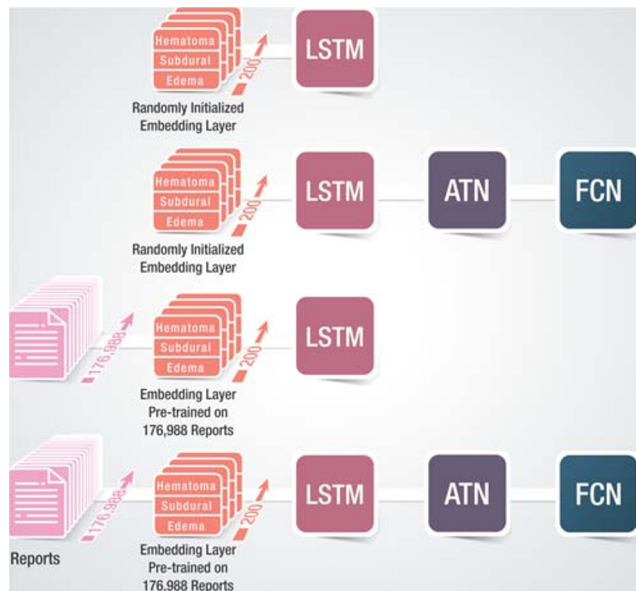 Hematoma
Subdural
Edema
200
LSTM
Randomly Initialized
Embedding Layer
Hematoma
Subdural
Edema
200
LSTM
ATN
FCN
Randomly Initialized
Embedding Layer
176,988
Hematoma
Subdural
Edema
200
LSTM
Embedding Layer
Pre-trained on
176,988 Reports
176,988
Hematoma
Subdural
Edema
200
LSTM
ATN
FCN
Reports
Embedding Layer
Pre-trained on
176,988 Reports